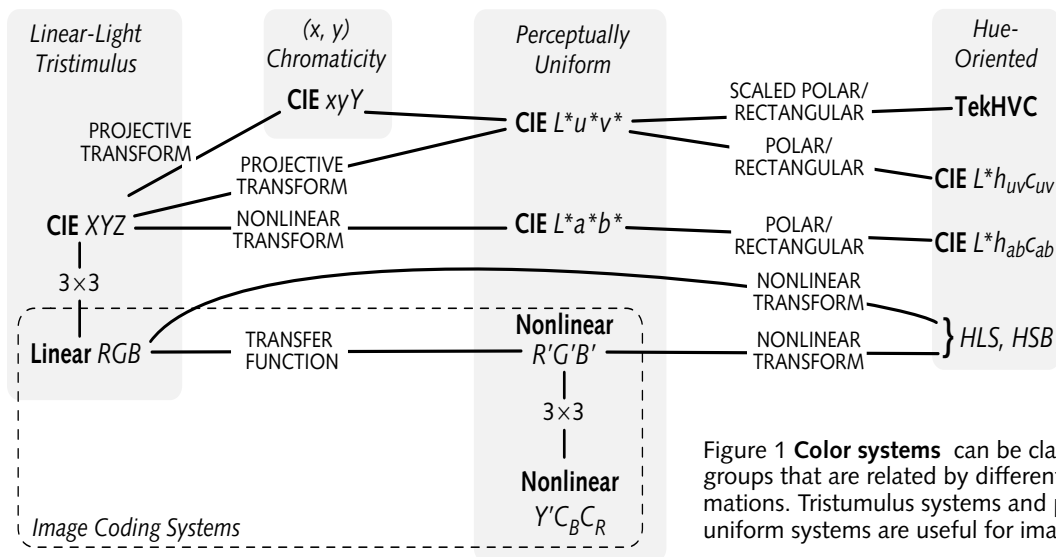 Linear-Light
Tristimulus
(x, y)
Chromaticity
Perceptually
Uniform
Hue-
Oriented
CIE xyY
SCALED POLAR/
RECTANGULAR
TekHVC
CIE L*u*v*
PROJECTIVE
TRANSFORM
POLAR/
RECTANGULAR
PROJECTIVE
TRANSFORM
CIE L*huvcuv
CIE XYZ
NONLINEAR
TRANSFORM
CIE L*a*b*
POLAR/
RECTANGULAR
CIE L*habcab
3×3
NONLINEAR
TRANSFORM
Linear RGB
TRANSFER
FUNCTION
Nonlinear
R'G'B'
NONLINEAR
TRANSFORM
} HLS, HSB
3×3
Nonlinear
Y'CBCR
Image Coding Systems
Figure 1 Color systems can be cla
groups that are related by different
mations. Tristumulus systems and p
uniform systems are useful for ima